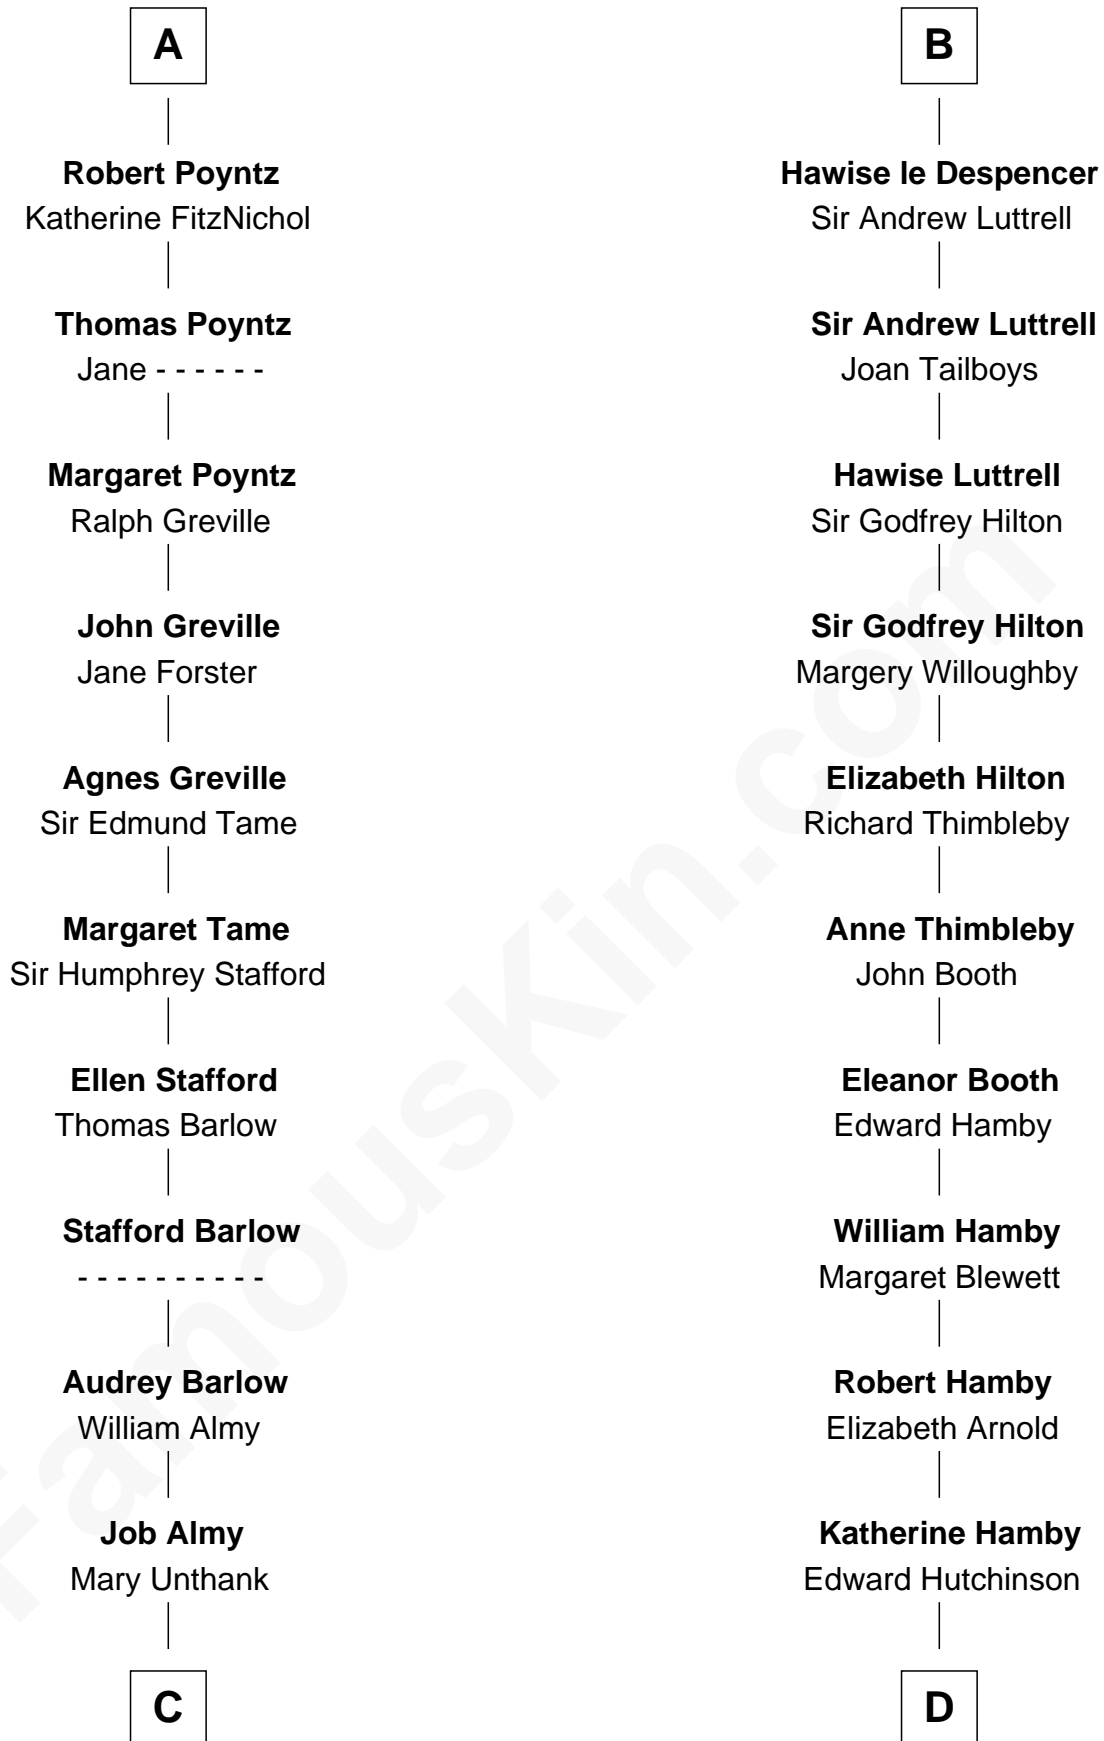 A
Robert Poyntz
Katherine FitzNichol
Thomas Poyntz
Jane - - - - - -
Margaret Poyntz
Ralph Greville
John Greville
Jane Forster
Agnes Greville
Sir Edmund Tame
Margaret Tame
Sir Humphrey Stafford
Ellen Stafford
Thomas Barlow
Stafford Barlow
- - - - - - - - - -
Audrey Barlow
William Almy
Job Almy
Mary Unthank
C
B
Hawise le Despencer
Sir Andrew Luttrell
Sir Andrew Luttrell
Joan Tailboys
Hawise Luttrell
Sir Godfrey Hilton
Sir Godfrey Hilton
Margery Willoughby
Elizabeth Hilton
Richard Thimbleby
Anne Thimbleby
John Booth
Eleanor Booth
Edward Hamby
William Hamby
Margaret Blewett
Robert Hamby
Elizabeth Arnold
Katherine Hamby
Edward Hutchinson
D
FamousKin.com